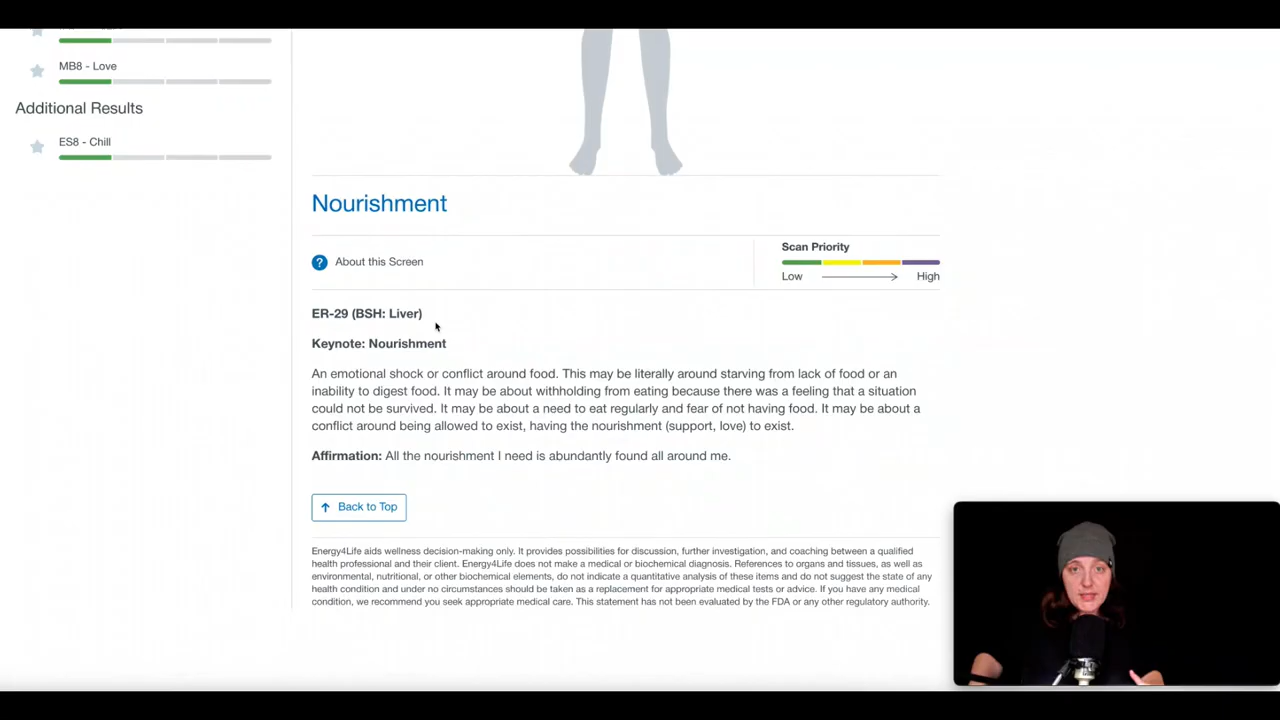 MB8 - Love
Additional Results
ES8 - Chill
Nourishment
? About this Screen
Scan Priority
Low High
ER-29 (BSH: Liver)
Keynote: Nourishment
An emotional shock or conflict around food. This may be literally around starving from lack of food or an
inability to digest food. It may be about withholding from eating because there was a feeling that a situation
could not be survived. It may be about a need to eat regularly and fear of not having food. It may be about a
conflict around being allowed to exist, having the nourishment (support, love) to exist.
Affirmation: All the nourishment I need is abundantly found all around me.
Back to Top
Energy4Life aids wellness decision-making only. It provides possibilities for discussion, further investigation, and coaching between a qualified
health professional and their client. Energy4Life does not make a medical or biochemical diagnosis. References to organs and tissues, as well as
environmental, nutritional, or other biochemical elements, do not indicate a quantitative analysis of these items and do not suggest the state of any
health condition and under no circumstances should be taken as a replacement for appropriate medical tests or advice. If you have any medical
condition, we recommend you seek appropriate medical care. This statement has not been evaluated by the FDA or any other regulatory authority.